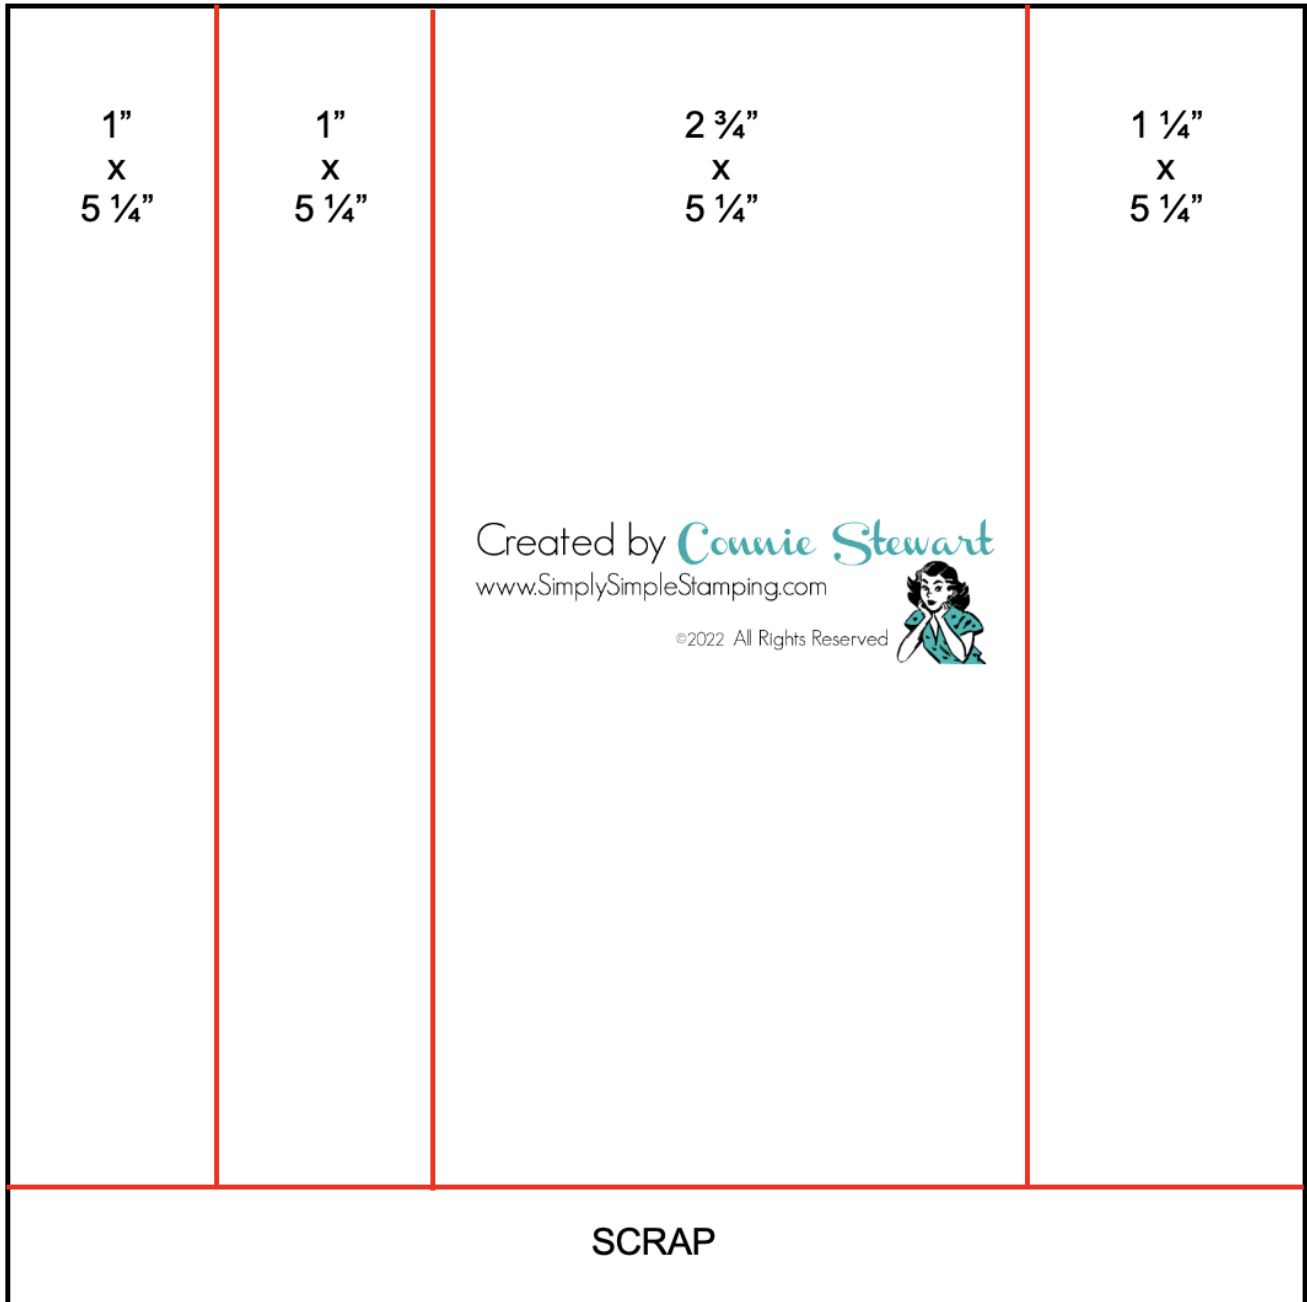 1”
x
5 ¼”
1”
x
5 ¼”
2 ¾”
x
5 ¼”
1 ¼”
x
5 ¼”
Created by Connie Stewart
www.SimplySimpleStamping.com
©2022 All Rights Reserved
SCRAP